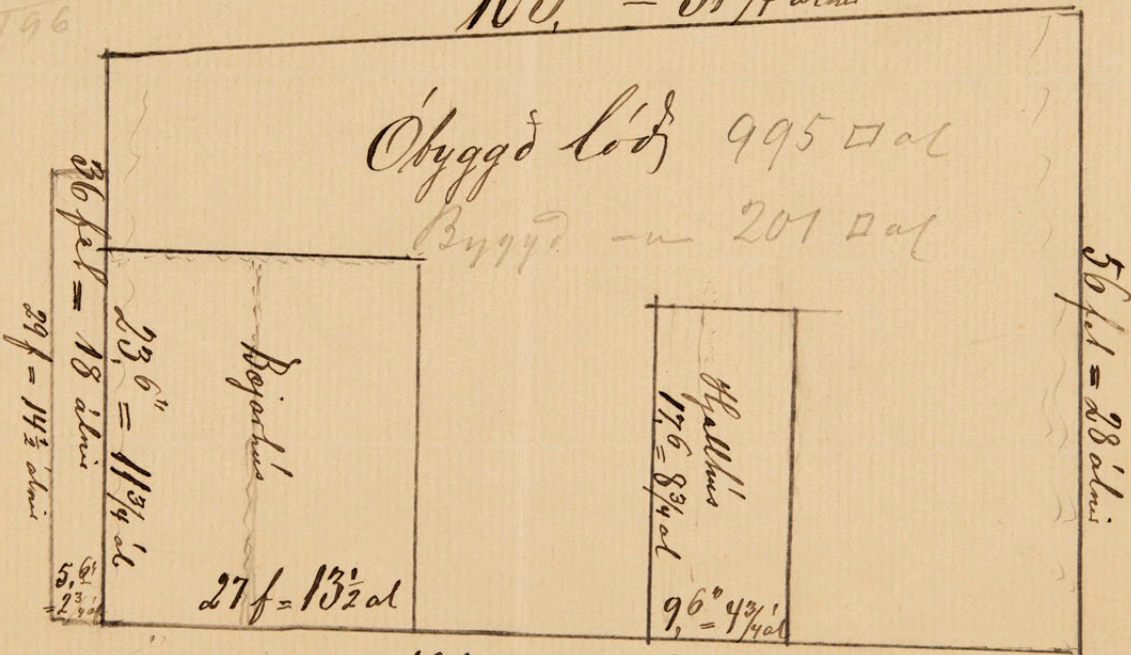 Óbyggð lóð 995 □ al
Byggð —„— 201 □ al
36 fet = 18 álnir
29 f = 14½ álnir
23,6" = 11¾ ál
Bæjarhús
27 f = 13½ al
5,6"
= 2¾ al
Hjallhús
17,6 = 8¾ al
9,6" = 4¾ al
56 fet = 28 álnir